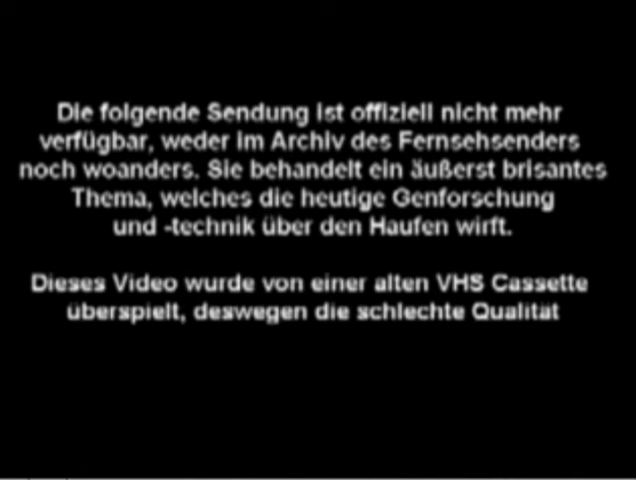 Die folgende Sendung ist offiziell nicht mehr
verfügbar, weder im Archiv des Fernsehsenders
noch woanders. Sie behandelt ein äußerst brisantes
Thema, welches die heutige Genforschung
und -technik über den Haufen wirft.
Dieses Video wurde von einer alten VHS Cassette
überspielt, deswegen die schlechte Qualität